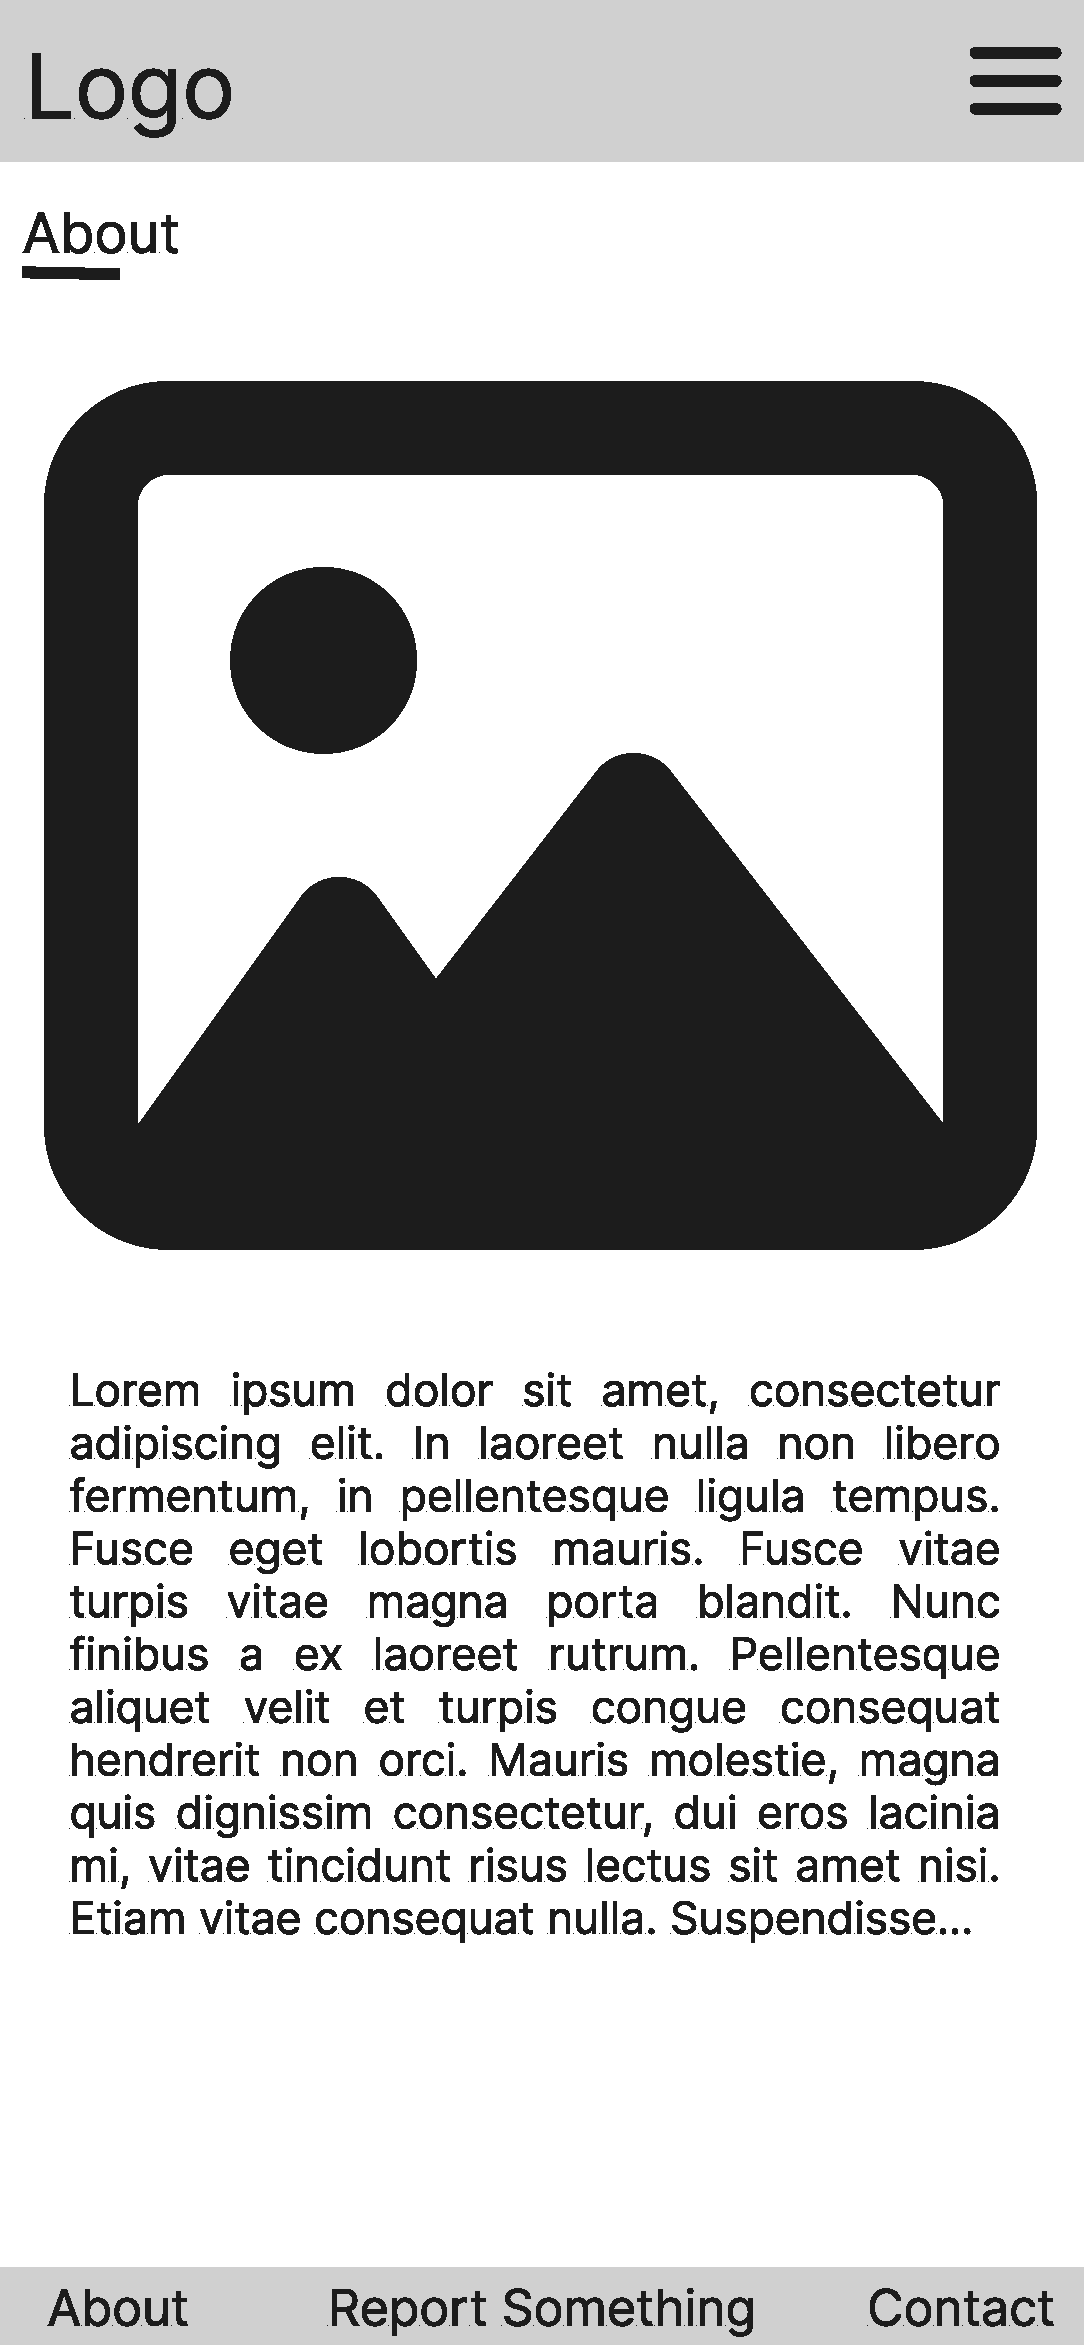 Logo
About
Lorem ipsum dolor sit amet, consectetur
adipiscing elit. In laoreet nulla non libero
fermentum, in pellentesque ligula tempus.
Fusce eget lobortis mauris. Fusce vitae
turpis vitae magna porta blandit. Nunc
finibus a ex laoreet rutrum. Pellentesque
aliquet velit et turpis congue consequat
hendrerit non orci. Mauris molestie, magna
quis dignissim consectetur, dui eros lacinia
mi, vitae tincidunt risus lectus sit amet nisi.
Etiam vitae consequat nulla. Suspendisse...
About Report Something Contact